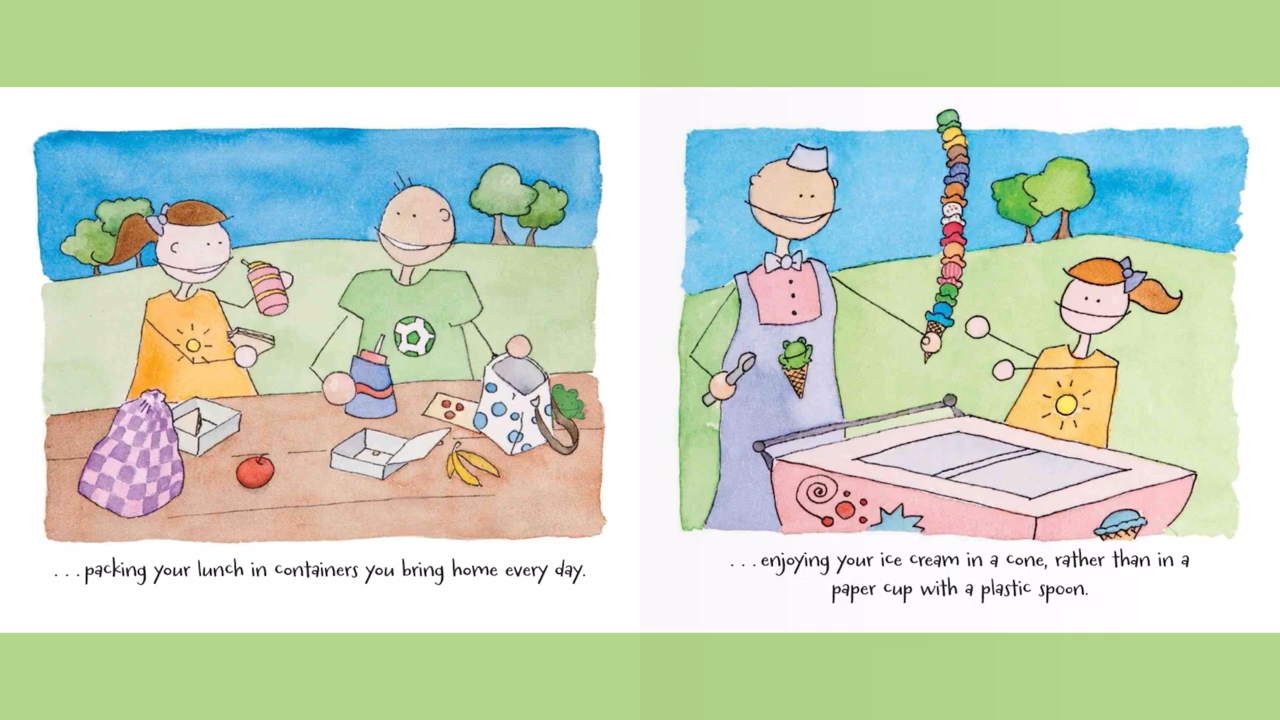 ...packing your lunch in containers you bring home every day.
...enjoying your ice cream in a cone, rather than in a
paper cup with a plastic spoon.